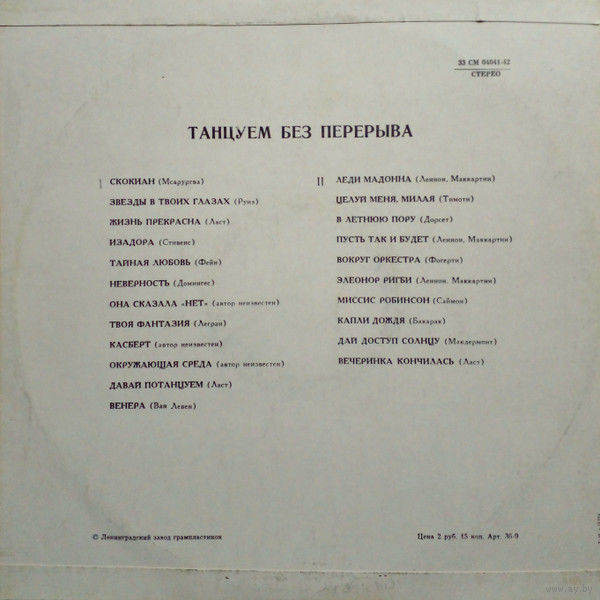 33 СМ 04041-42
СТЕРЕО
ТАНЦУЕМ БЕЗ ПЕРЕРЫВА
I СКОКИАН (Мсарургва)
ЗВЕЗДЫ В ТВОИХ ГЛАЗАХ (Руиз)
ЖИЗНЬ ПРЕКРАСНА (Ласт)
ИЗАДОРА (Стивенс)
ТАЙНАЯ ЛЮБОВЬ (Фейн)
НЕВЕРНОСТЬ (Домингес)
ОНА СКАЗАЛА «НЕТ» (автор неизвестен)
ТВОЯ ФАНТАЗИЯ (Легран)
КАСБЕРТ (автор неизвестен)
ОКРУЖАЮЩАЯ СРЕДА (автор неизвестен)
ДАВАЙ ПОТАНЦУЕМ (Ласт)
ВЕНЕРА (Ван Левен)
II ЛЕДИ МАДОННА (Леннон, Маккартни)
ЦЕЛУЙ МЕНЯ, МИЛАЯ (Тимоти)
В ЛЕТНЮЮ ПОРУ (Дорсет)
ПУСТЬ ТАК И БУДЕТ (Леннон, Маккартни)
ВОКРУГ ОРКЕСТРА (Фогерти)
ЭЛЕОНОР РИГБИ (Леннон, Маккартни)
МИССИС РОБИНСОН (Саймон)
КАПЛИ ДОЖДЯ (Бакарак)
ДАЙ ДОСТУП СОЛНЦУ (Макдермонт)
ВЕЧЕРИНКА КОНЧИЛАСЬ (Ласт)
© Ленинградский завод грампластинок
Цена 2 руб. 15 коп. Арт. 36-9
www.ay.by